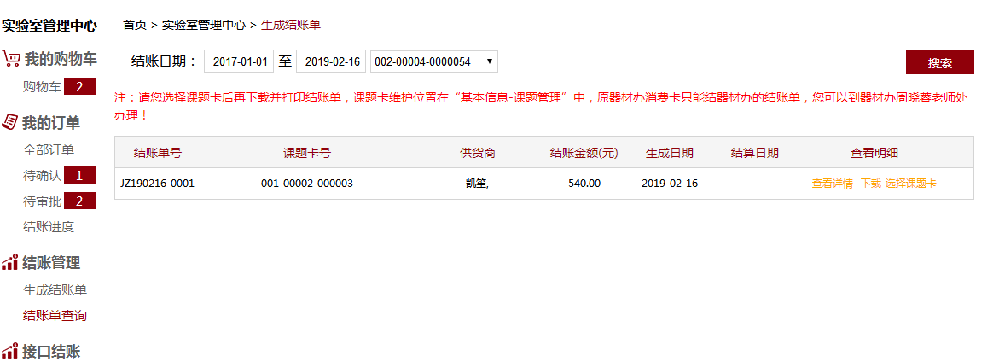 实验室管理中心
首页 > 实验室管理中心 > 生成结账单
我的购物车
购物车 2
我的订单
全部订单
待确认 1
待审批 2
结账进度
结账管理
生成结账单
结账单查询
接口结账
结账日期： 2017-01-01 至 2019-02-16 002-00004-0000054 ▼ 搜索
注：请您选择课题卡后再下载并打印结账单，课题卡维护位置在“基本信息-课题管理”中，原器材办消费卡只能结器材办的结账单，您可以到器材办周晓蓉老师处
办理！
结账单号 课题卡号 供货商 结账金额(元) 生成日期 结算日期 查看明细
JZ190216-0001 001-00002-000003 凯笙, 540.00 2019-02-16 查看详情 下载 选择课题卡